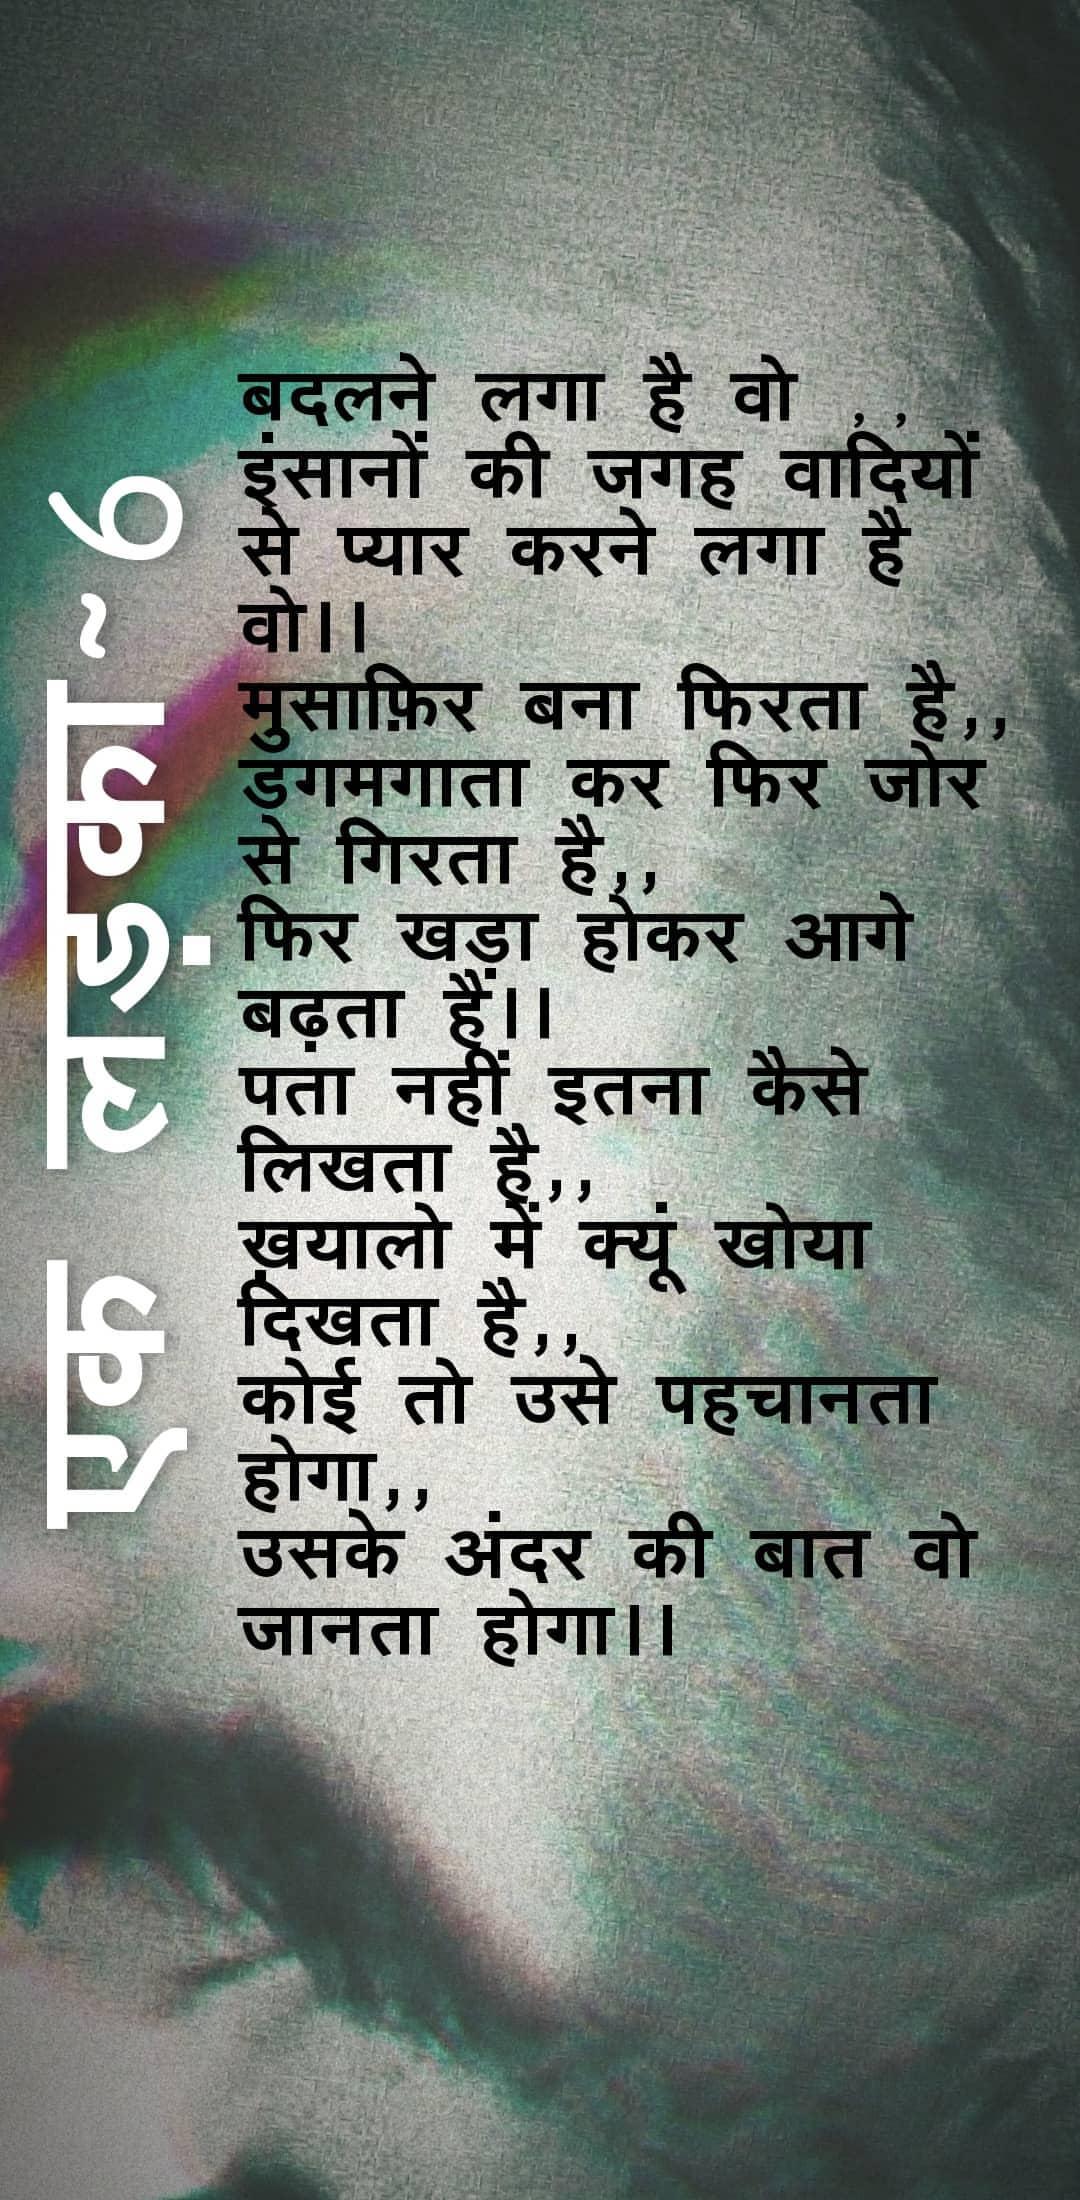 एक लड़का~6
बदलने लगा है वो ,,
इंसानों की जगह वादियों
से प्यार करने लगा है
वो।।
मुसाफ़िर बना फिरता है,,
डगमगाता कर फिर जोर
से गिरता है,,
फिर खड़ा होकर आगे
बढ़ता हैं।।
पता नहीं इतना कैसे
लिखता है,,
ख़यालो में क्यूं खोया
दिखता है,,
कोई तो उसे पहचानता
होगा,,
उसके अंदर की बात वो
जानता होगा।।